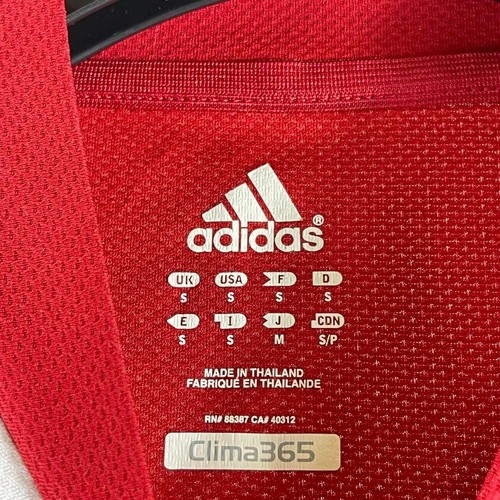 adidas®
UK USA F D
S S S S
E I J CDN
S S M S/P
MADE IN THAILAND
FABRIQUÉ EN THAILANDE
RN# 88387 CA# 40312
Clima365